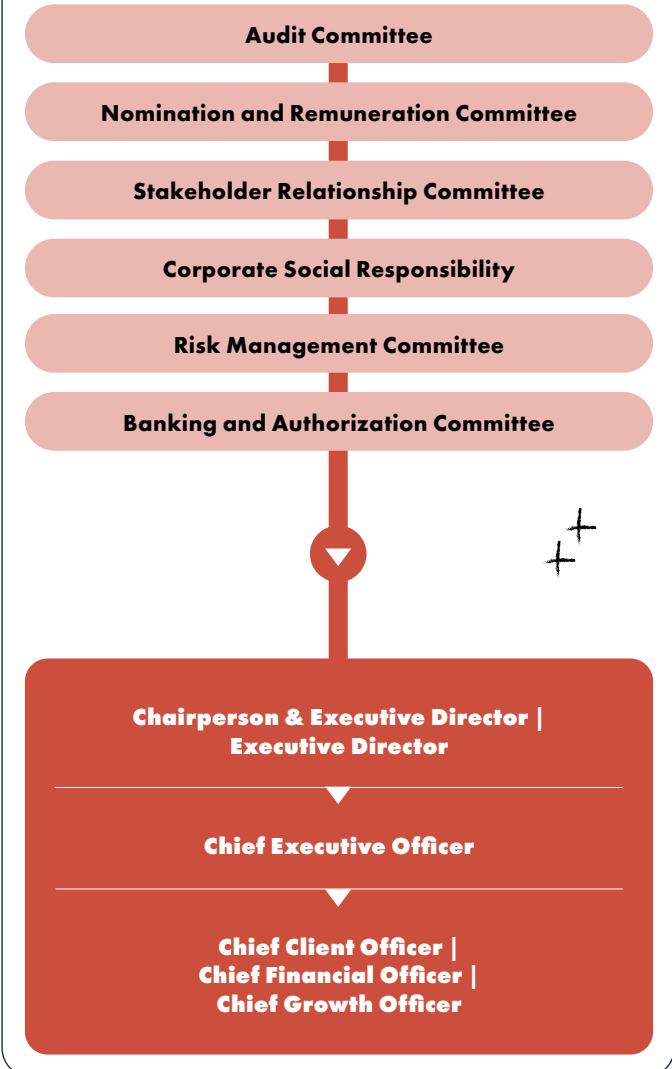 Audit Committee
Nomination and Remuneration Committee
Stakeholder Relationship Committee
Corporate Social Responsibility
Risk Management Committee
Banking and Authorization Committee
Chairperson & Executive Director |
Executive Director
Chief Executive Officer
Chief Client Officer |
Chief Financial Officer |
Chief Growth Officer